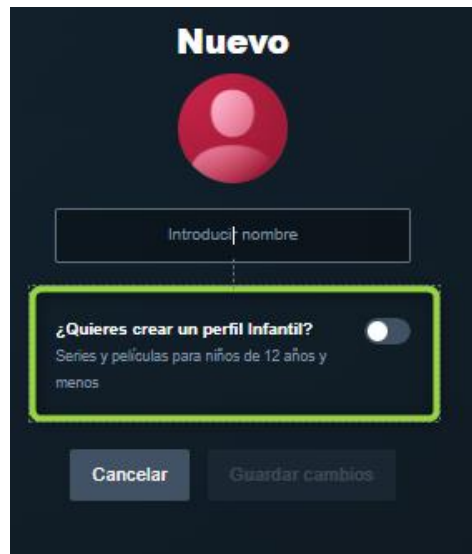 Nuevo
Introducir nombre
¿Quieres crear un perfil Infantil?
Series y películas para niños de 12 años y
menos
Cancelar
Guardar cambios